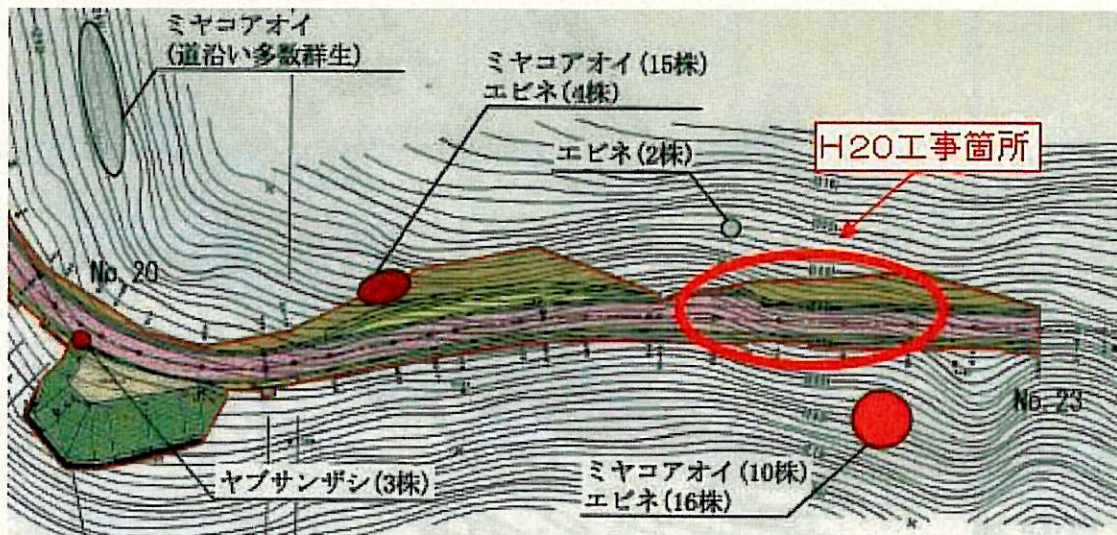 ミヤコアオイ
(道沿い多数群生)
ミヤコアオイ(15株)
エビネ(4株)
エビネ(2株)
H20工事箇所
No. 20
No. 23
ヤブサンザシ(3株)
ミヤコアオイ(10株)
エビネ(16株)